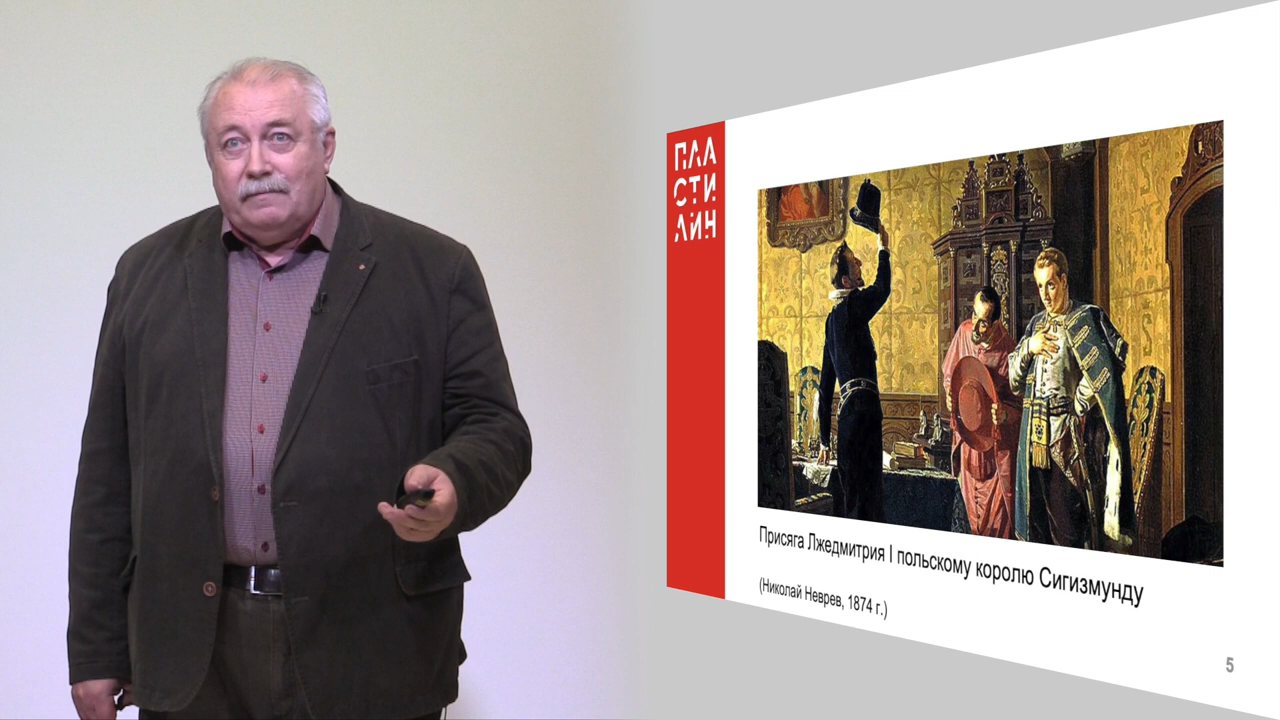 ПЛА
СТИ
ЛИН
Присяга Лжедмитрия I польскому королю Сигизмунду
(Николай Неврев, 1874 г.)
5